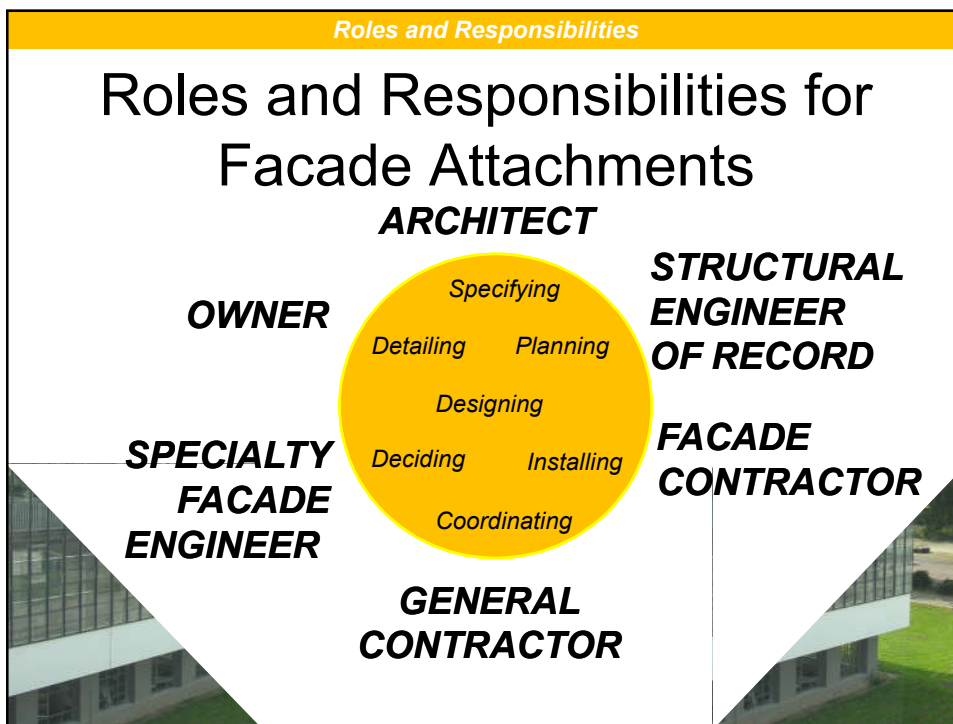 Roles and Responsibilities
Roles and Responsibilities for
Facade Attachments
ARCHITECT
OWNER
STRUCTURAL
ENGINEER
OF RECORD
Specifying
Detailing Planning
Designing
Deciding Installing
Coordinating
SPECIALTY
FACADE
ENGINEER
FACADE
CONTRACTOR
GENERAL
CONTRACTOR